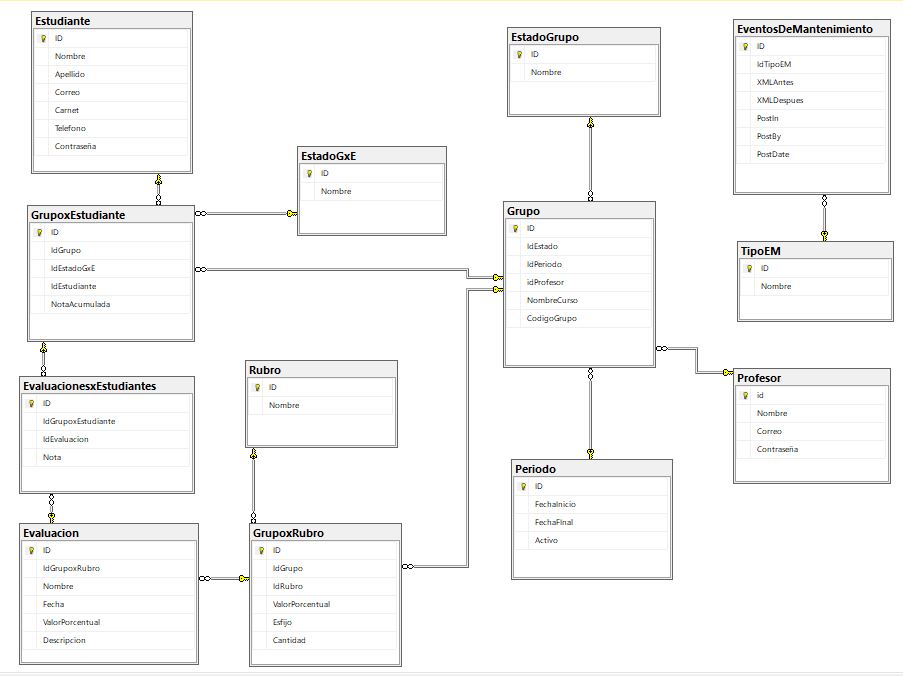 Estudiante
ID
Nombre
Apellido
Correo
Carnet
Telefono
Contraseña
EstadoGrupo
ID
Nombre
EventosDeMantenimiento
ID
IdTipoEM
XMLAntes
XMLDespues
PostIn
PostBy
PostDate
EstadoGxE
ID
Nombre
GrupoxEstudiante
ID
IdGrupo
IdEstadoGxE
IdEstudiante
NotaAcumulada
Grupo
ID
IdEstado
IdPeriodo
idProfesor
NombreCurso
CodigoGrupo
TipoEM
ID
Nombre
Rubro
ID
Nombre
Profesor
id
Nombre
Correo
Contraseña
EvaluacionesxEstudiantes
ID
IdGrupoxEstudiante
IdEvaluacion
Nota
Periodo
ID
FechaInicio
FechaFInal
Activo
Evaluacion
ID
IdGrupoxRubro
Nombre
Fecha
ValorPorcentual
Descripcion
GrupoxRubro
ID
IdGrupo
IdRubro
ValorPorcentual
Esfijo
Cantidad